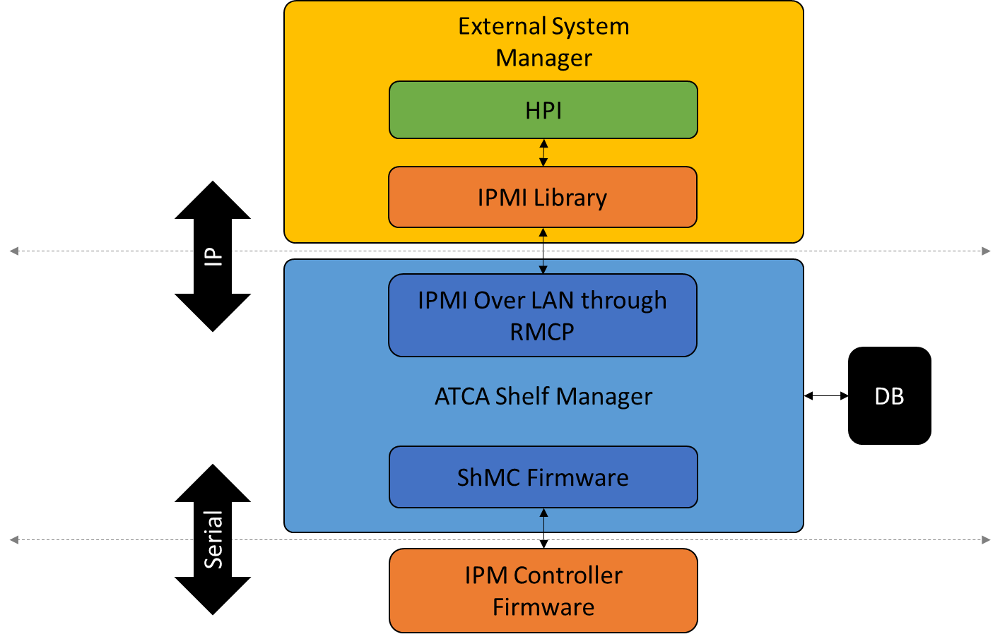 External System
Manager
HPI
IPMI Library
IP
IPMI Over LAN through
RMCP
ATCA Shelf Manager
DB
ShMC Firmware
Serial
IPM Controller
Firmware